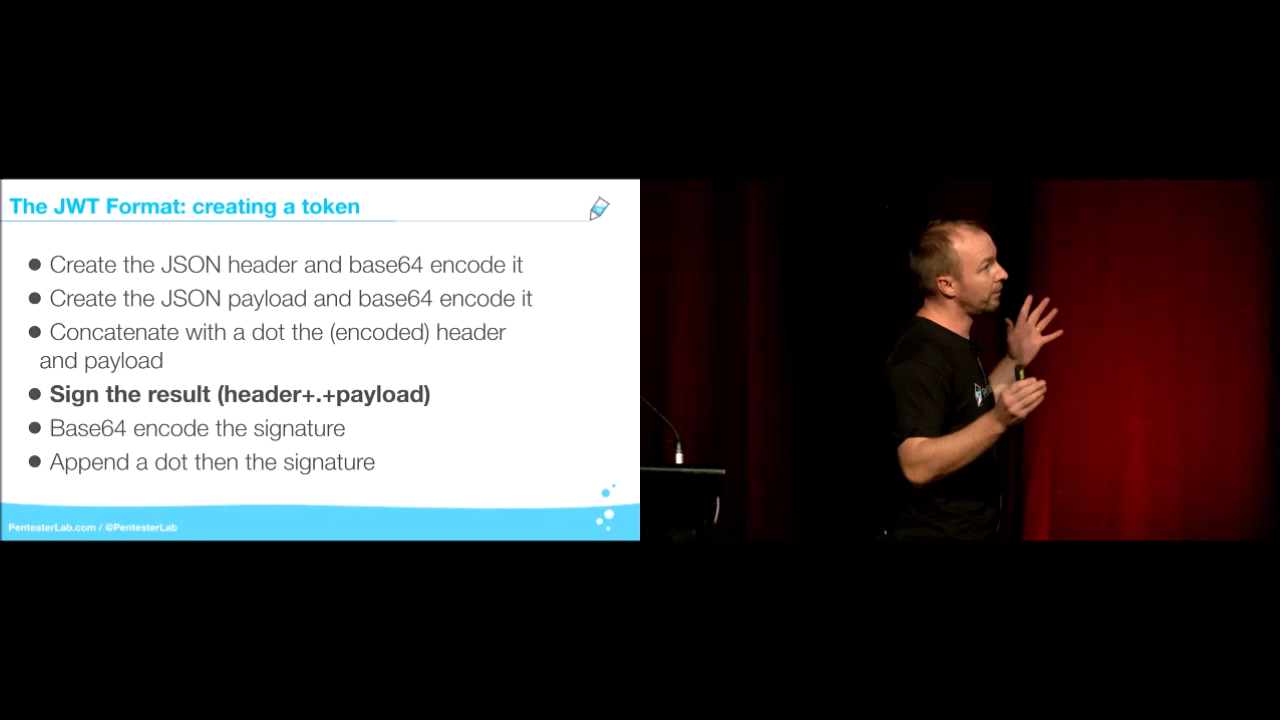 The JWT Format: creating a token
● Create the JSON header and base64 encode it
● Create the JSON payload and base64 encode it
● Concatenate with a dot the (encoded) header
and payload
● Sign the result (header+.+payload)
● Base64 encode the signature
● Append a dot then the signature
PentesterLab.com / @PentesterLab